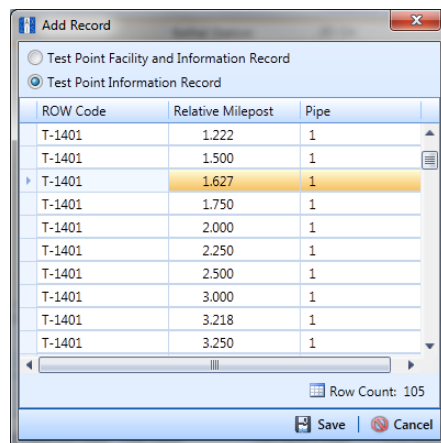 Add Record
Test Point Facility and Information Record
Test Point Information Record
ROW Code Relative Milepost Pipe
T-1401 1.222 1
T-1401 1.500 1
T-1401 1.627 1
T-1401 1.750 1
T-1401 2.000 1
T-1401 2.250 1
T-1401 2.500 1
T-1401 3.000 1
T-1401 3.218 1
T-1401 3.250 1
Row Count: 105
Save Cancel